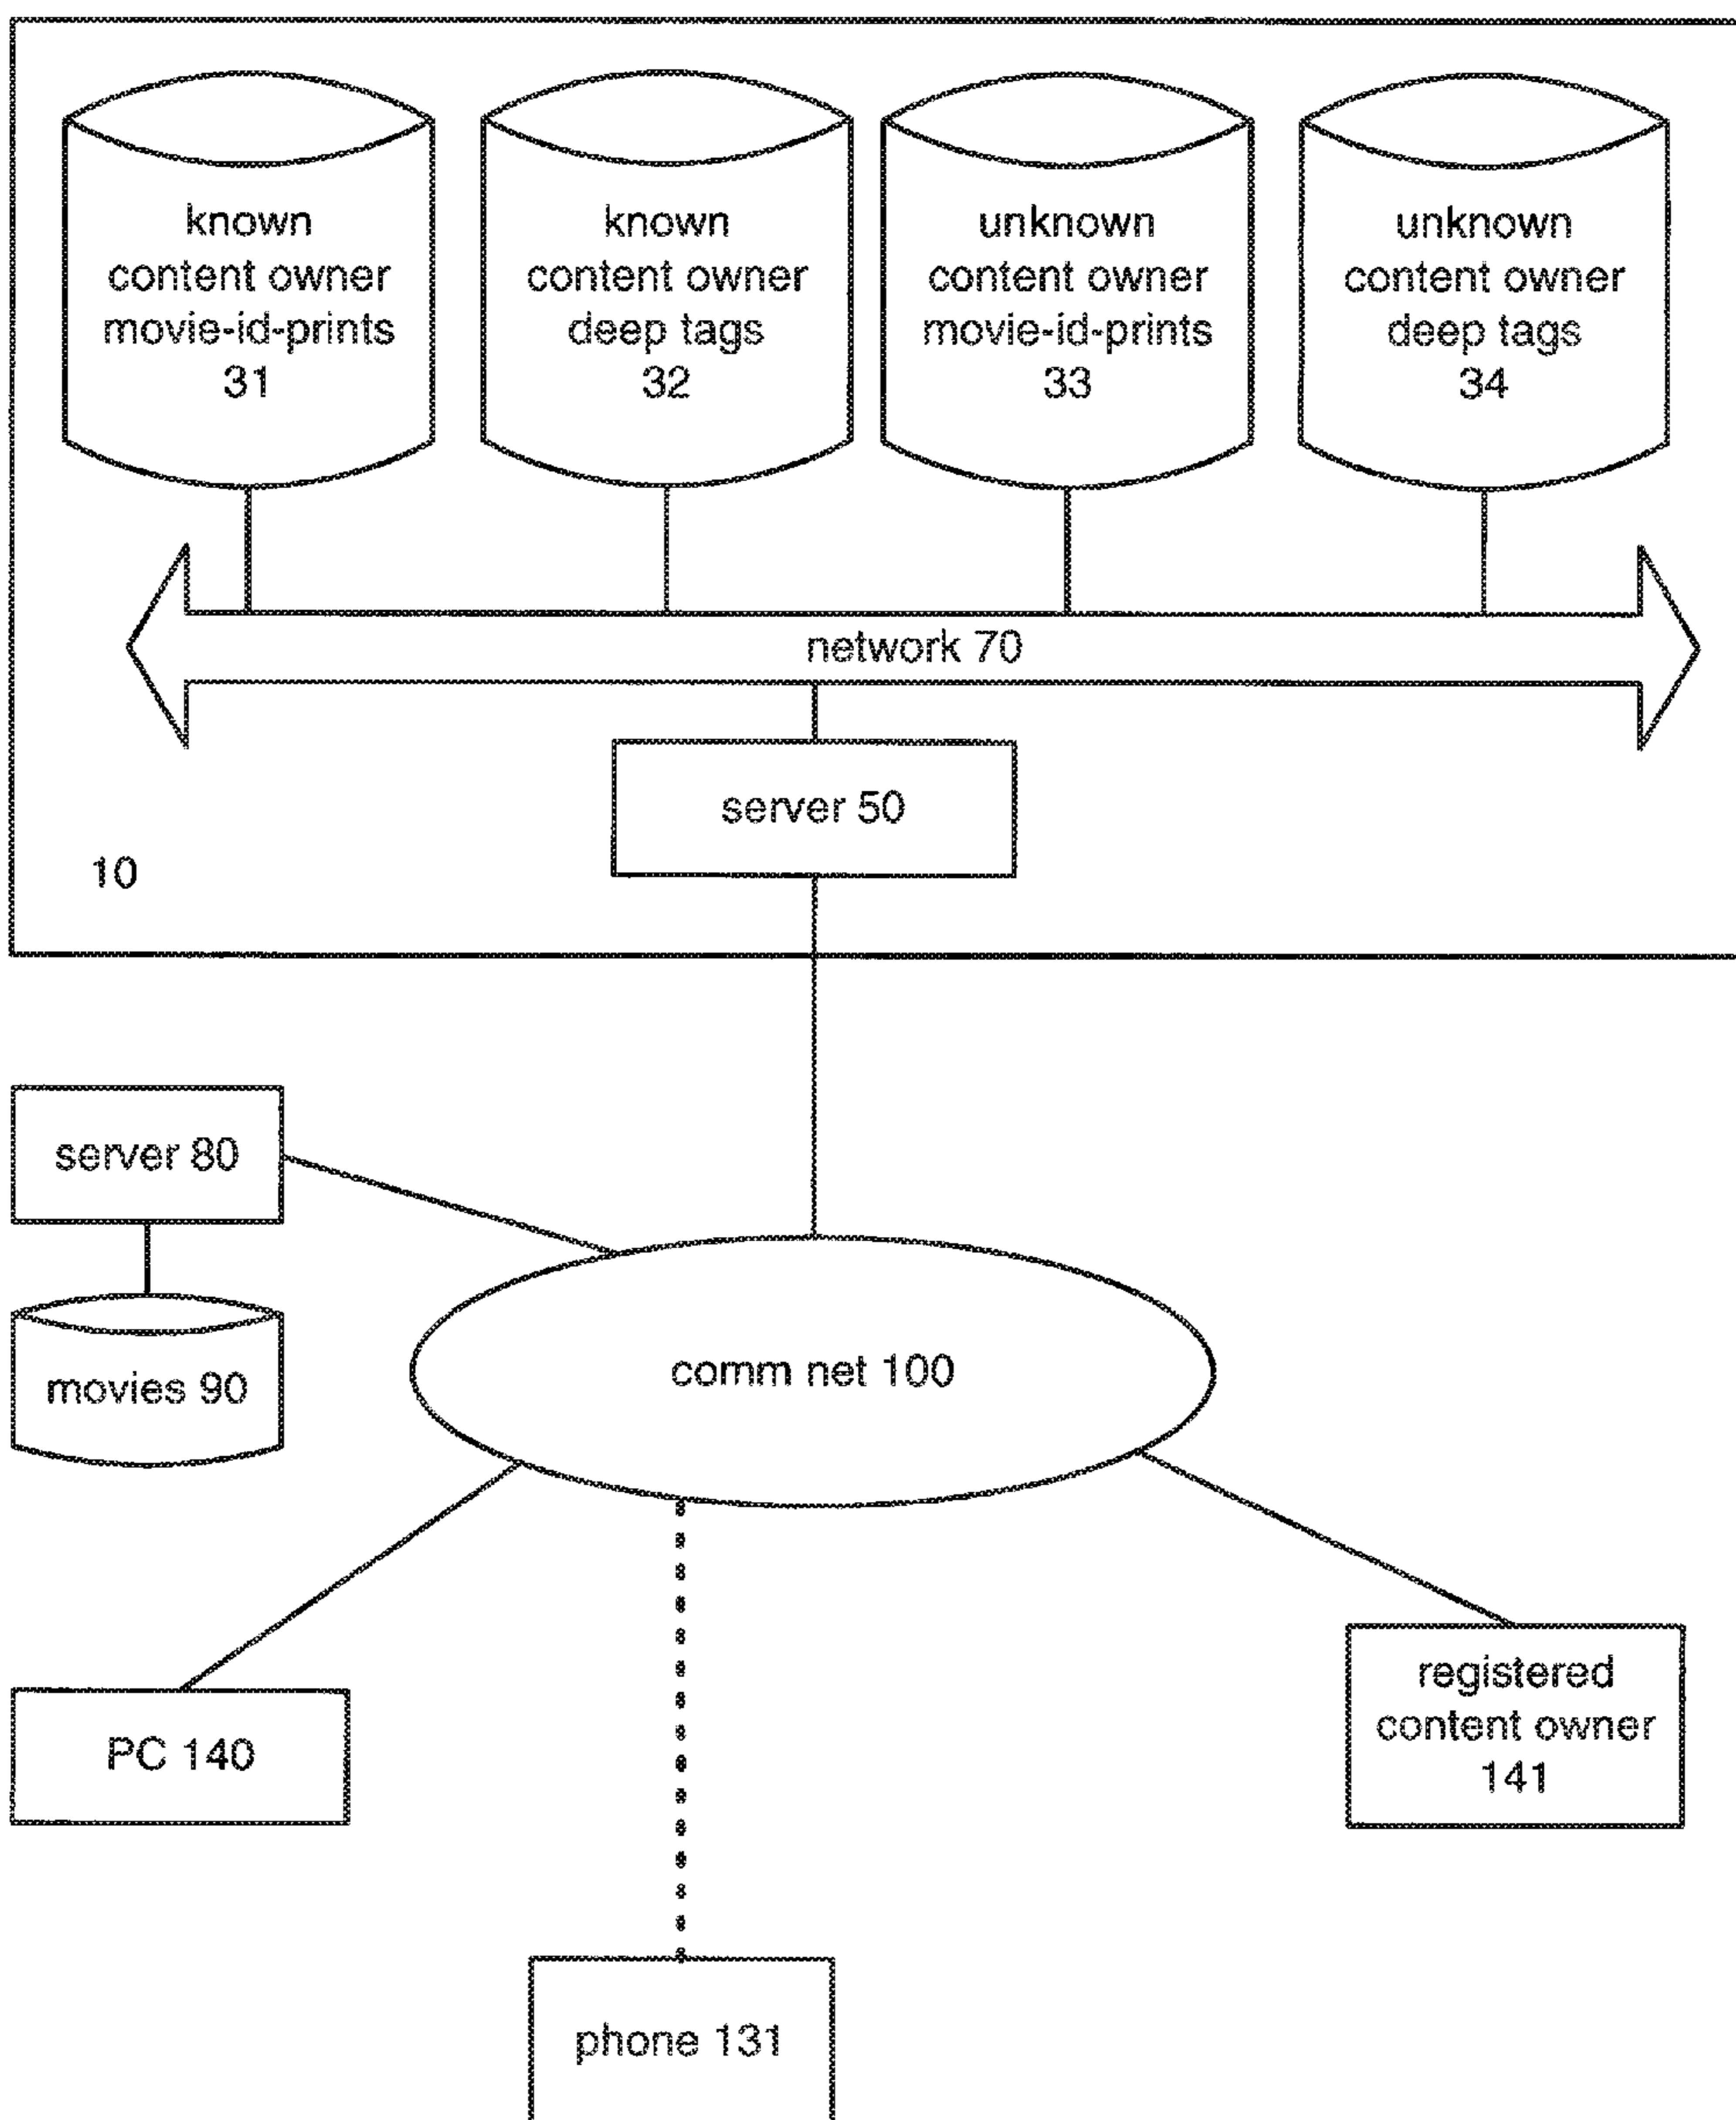 known
content owner
movie-id-prints
31
known
content owner
deep tags
32
unknown
content owner
movie-id-prints
33
unknown
content owner
deep tags
34
network 70
server 50
10
server 80
movies 90
comm net 100
PC 140
registered
content owner
141
phone 131